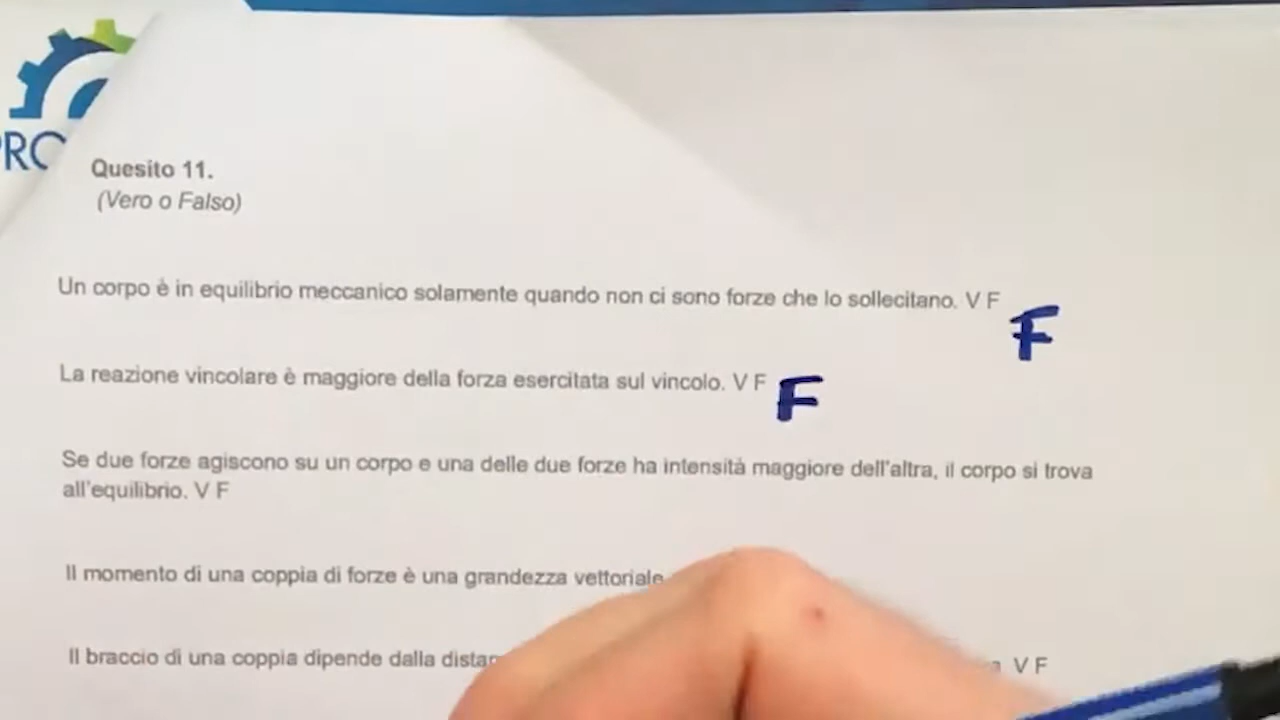 PRO
Quesito 11.
(Vero o Falso)
Un corpo è in equilibrio meccanico solamente quando non ci sono forze che lo sollecitano. V F
F
La reazione vincolare è maggiore della forza esercitata sul vincolo. V F
F
Se due forze agiscono su un corpo e una delle due forze ha intensità maggiore dell'altra, il corpo si trova
all'equilibrio. V F
Il momento di una coppia di forze è una grandezza vettoriale
Il braccio di una coppia dipende dalla V F